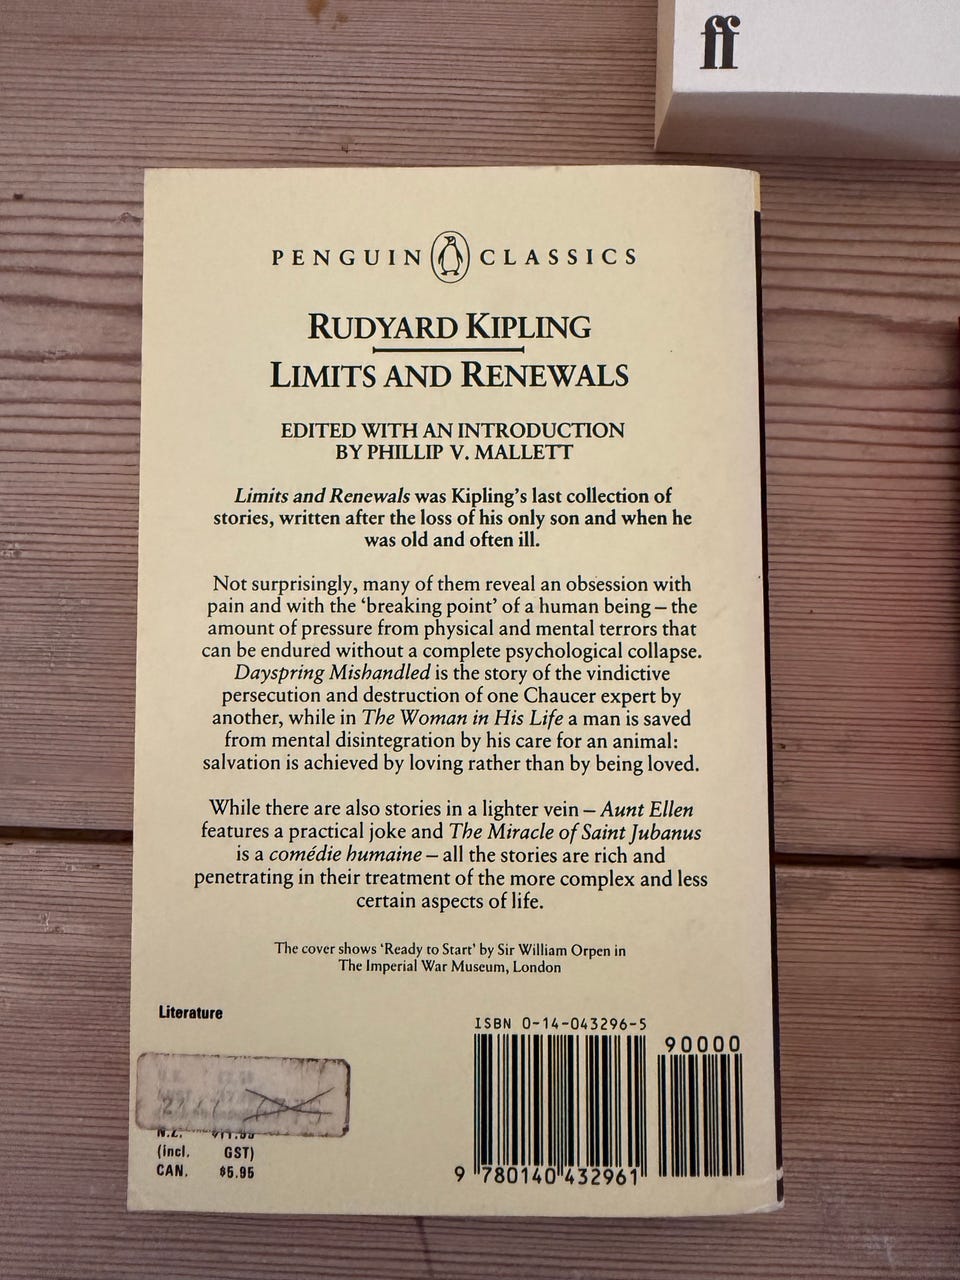 ff
PENGUIN CLASSICS
RUDYARD KIPLING
LIMITS AND RENEWALS
EDITED WITH AN INTRODUCTION
BY PHILLIP V. MALLETT
Limits and Renewals was Kipling's last collection of
stories, written after the loss of his only son and when he
was old and often ill.
Not surprisingly, many of them reveal an obsession with
pain and with the ‘breaking point’ of a human being – the
amount of pressure from physical and mental terrors that
can be endured without a complete psychological collapse.
Dayspring Mishandled is the story of the vindictive
persecution and destruction of one Chaucer expert by
another, while in The Woman in His Life a man is saved
from mental disintegration by his care for an animal:
salvation is achieved by loving rather than by being loved.
While there are also stories in a lighter vein – Aunt Ellen
features a practical joke and The Miracle of Saint Jubanus
is a comédie humaine – all the stories are rich and
penetrating in their treatment of the more complex and less
certain aspects of life.
The cover shows ‘Ready to Start’ by Sir William Orpen in
The Imperial War Museum, London
Literature
ISBN 0-14-043296-5
90000
N.Z. $11.99
(incl. GST)
CAN. $5.95
9 780140 432961